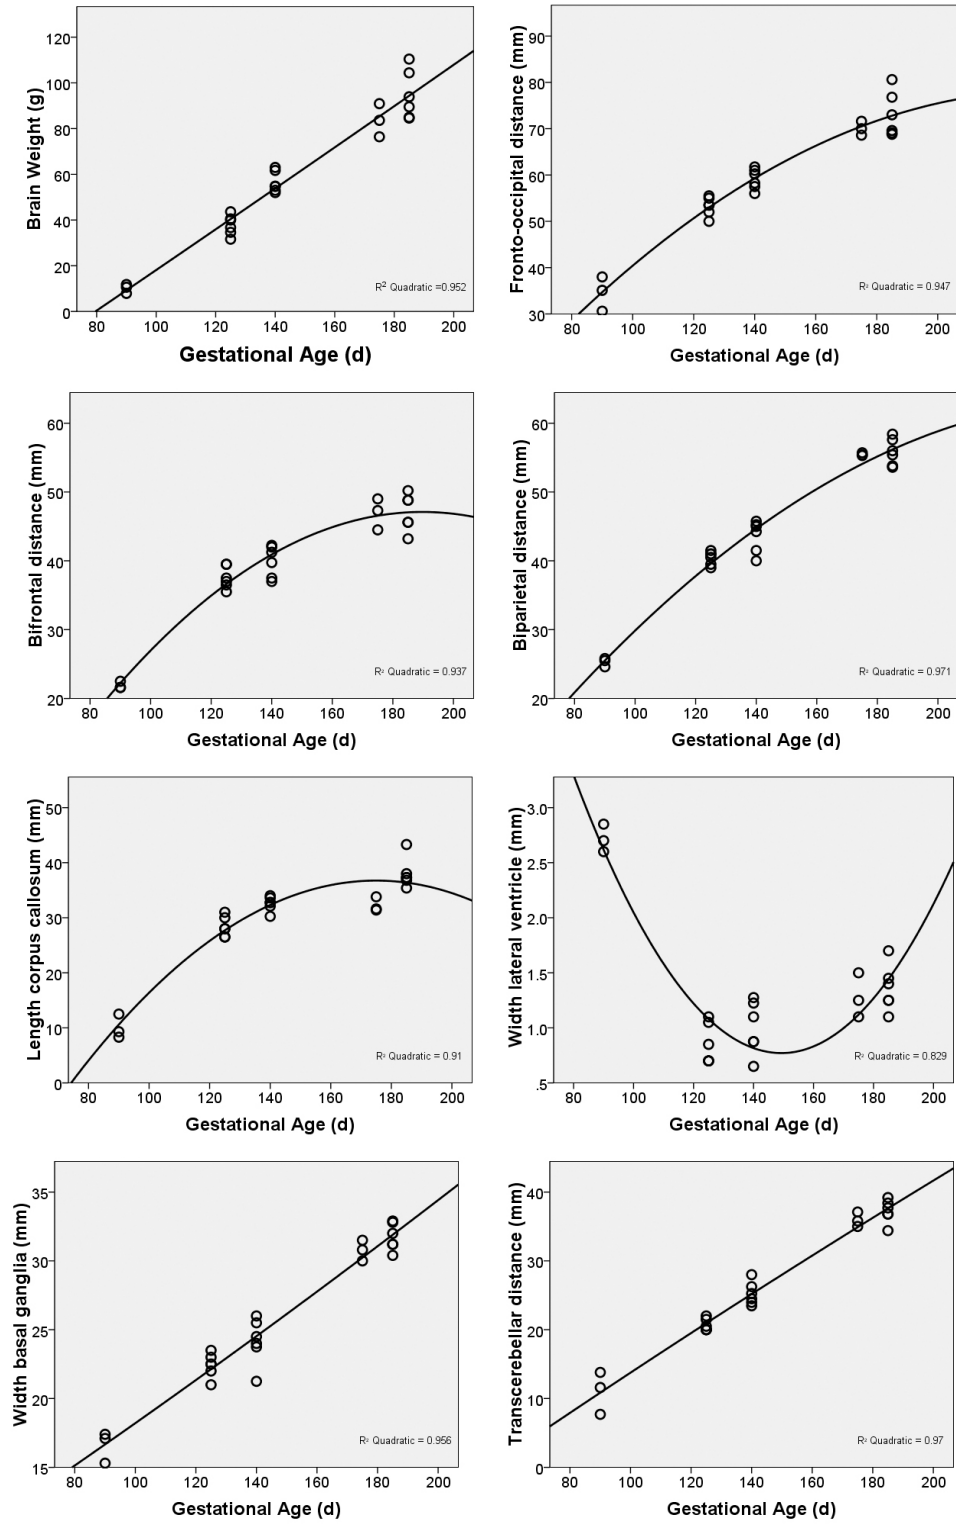 Brain Weight (g)
120
100
80
60
40
20
0
R² Quadratic =0.952
80 100 120 140 160 180 200
Gestational Age (d)
Fronto-occipital distance (mm)
90
80
70
60
50
40
30
R² Quadratic = 0.947
80 100 120 140 160 180 200
Gestational Age (d)
Bifrontal distance (mm)
60
50
40
30
20
R² Quadratic = 0.937
80 100 120 140 160 180 200
Gestational Age (d)
Biparietal distance (mm)
60
50
40
30
20
R² Quadratic = 0.971
80 100 120 140 160 180 200
Gestational Age (d)
Length corpus callosum (mm)
50
40
30
20
10
0
R² Quadratic = 0.91
80 100 120 140 160 180 200
Gestational Age (d)
Width lateral ventricle (mm)
3.0
2.5
2.0
1.5
1.0
.5
R² Quadratic = 0.829
80 100 120 140 160 180 200
Gestational Age (d)
Width basal ganglia (mm)
35
30
25
20
15
R² Quadratic = 0.956
80 100 120 140 160 180 200
Gestational Age (d)
Transcerebellar distance (mm)
40
30
20
10
0
R² Quadratic = 0.97
80 100 120 140 160 180 200
Gestational Age (d)